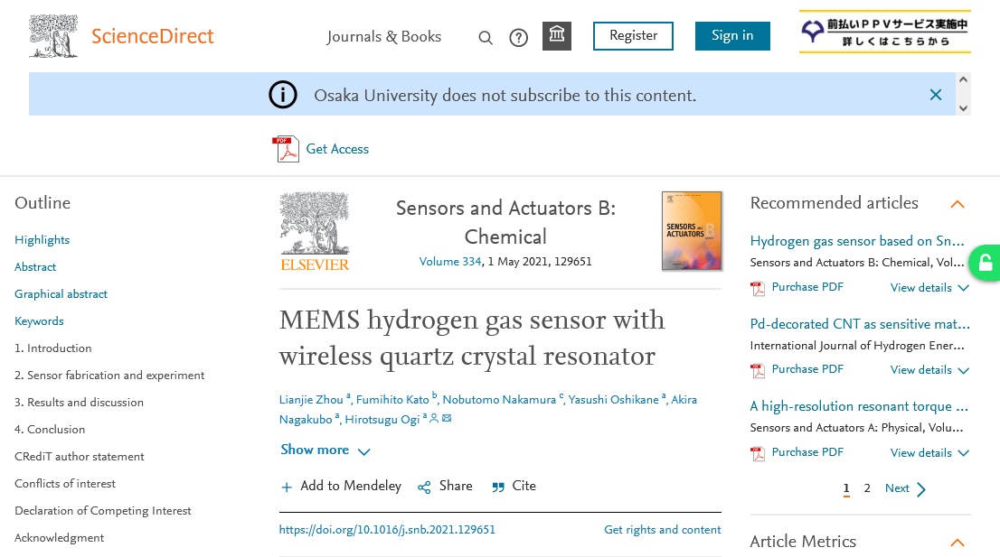 ScienceDirect
Journals & Books
Register
Sign in
前払いPPVサービス実施中
詳しくはこちらから
Osaka University does not subscribe to this content.
PDF
Get Access
Outline
Highlights
Abstract
Graphical abstract
Keywords
1. Introduction
2. Sensor fabrication and experiment
3. Results and discussion
4. Conclusion
CRediT author statement
Conflicts of interest
Declaration of Competing Interest
Acknowledgment
ELSEVIER
Sensors and Actuators B:
Chemical
Volume 334, 1 May 2021, 129651
SENSORS AND
ACTUATORS B
MEMS hydrogen gas sensor with
wireless quartz crystal resonator
Lianjie Zhou a, Fumihito Kato b, Nobutomo Nakamura c, Yasushi Oshikane a, Akira
Nagakubo a, Hirotsugu Ogi a
Show more
Add to Mendeley
Share
Cite
https://doi.org/10.1016/j.snb.2021.129651
Get rights and content
Recommended articles
Hydrogen gas sensor based on Sn...
Sensors and Actuators B: Chemical, Vol...
Purchase PDF
View details
Pd-decorated CNT as sensitive mat...
International Journal of Hydrogen Ener...
Purchase PDF
View details
A high-resolution resonant torque ...
Sensors and Actuators A: Physical, Volu...
Purchase PDF
View details
1 2 Next
Article Metrics